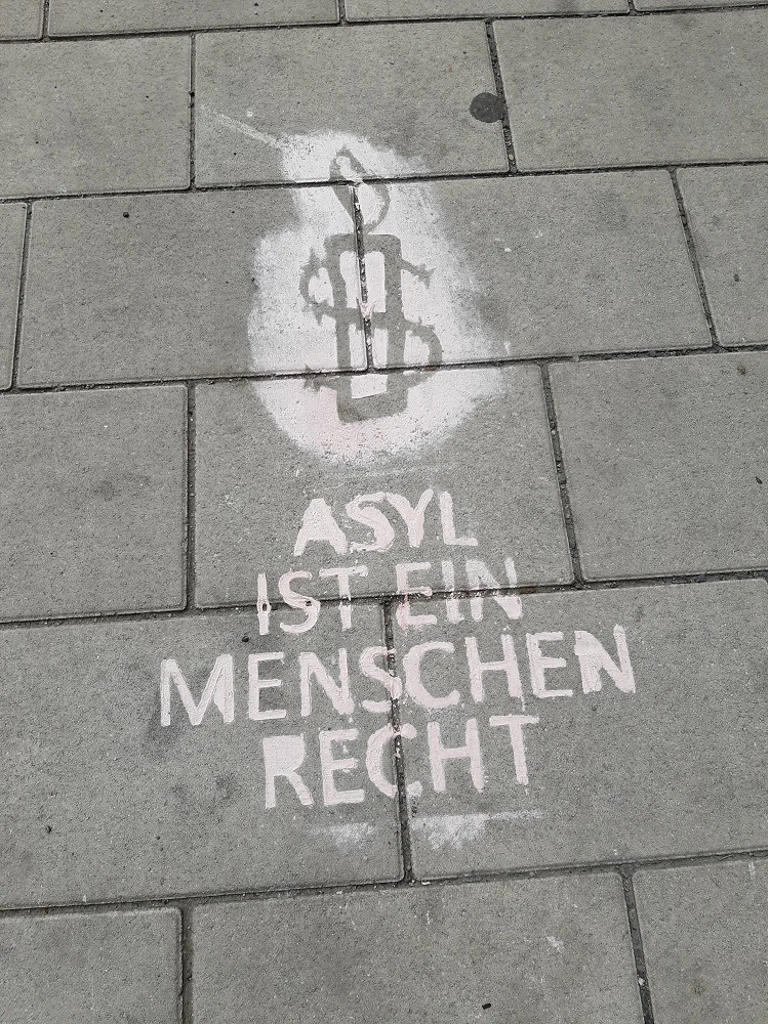 ASYL
IST EIN
MENSCHEN
RECHT